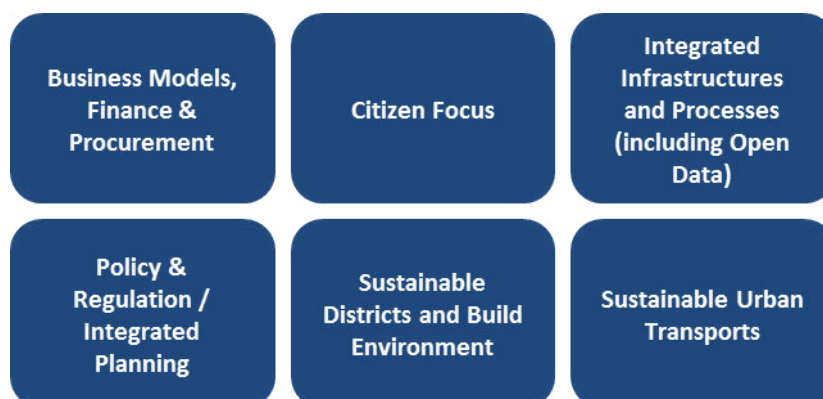 Business Models,
Finance &
Procurement
Citizen Focus
Integrated
Infrastructures
and Processes
(including Open
Data)
Policy &
Regulation /
Integrated
Planning
Sustainable
Districts and Build
Environment
Sustainable Urban
Transports